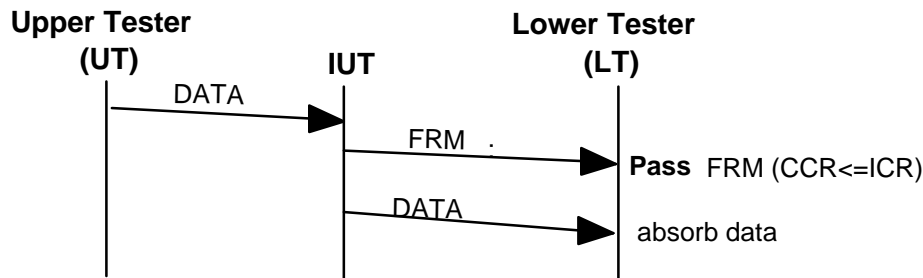 Upper Tester
(UT)
IUT
Lower Tester
(LT)
DATA
FRM .
Pass FRM (CCR<=ICR)
DATA
absorb data